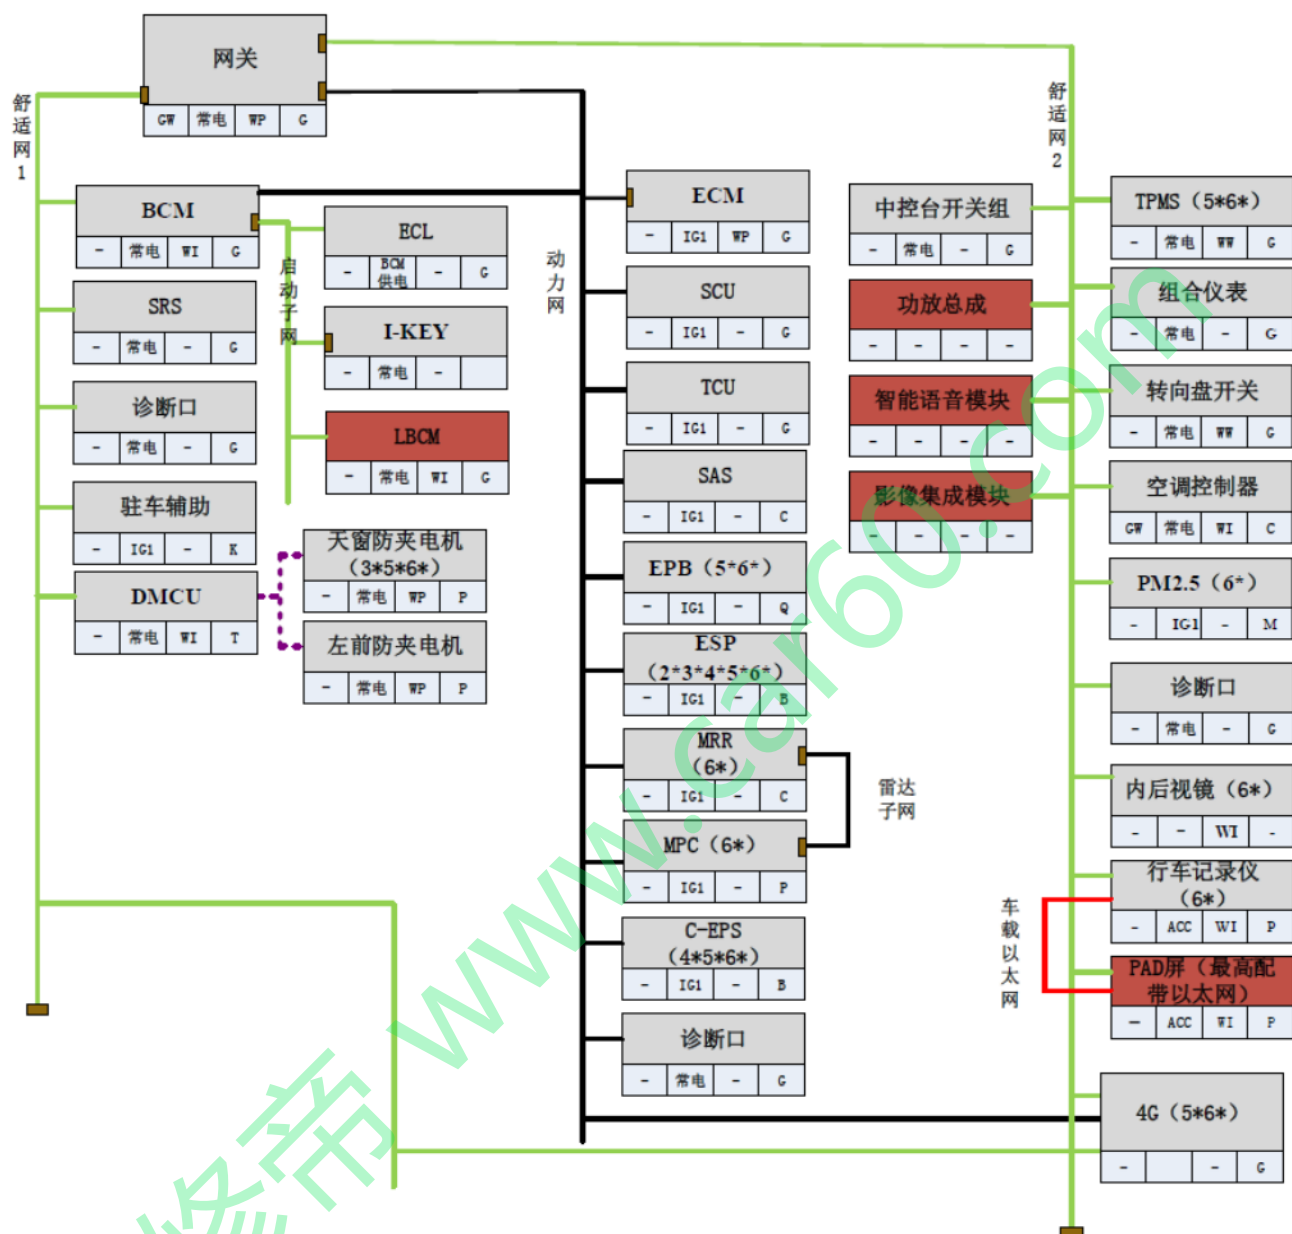 网关
GW 常电 WP G
舒适网1
BCM
- 常电 WI G
SRS
- 常电 - G
诊断口
- 常电 - G
驻车辅助
- IG1 - K
DMCU
- 常电 WI T
启动子网
ECL
- BCM供电 - G
I-KEY
- 常电 -
LBCM
- 常电 WI G
天窗防夹电机
(3*5*6*)
- 常电 WP P
左前防夹电机
- 常电 WP P
动力网
ECM
- IG1 WP G
SCU
- IG1 - G
TCU
- IG1 - G
SAS
- IG1 - C
EPB（5*6*）
- IG1 - Q
ESP
（2*3*4*5*6*）
- IG1 - B
MRR
(6*)
- IG1 - C
MPC（6*）
- IG1 - P
雷达
子网
C-EPS
(4*5*6*)
- IG1 - B
诊断口
- 常电 - G
舒适网2
中控台开关组
- 常电 - G
功放总成
- - - -
智能语音模块
- - - -
影像集成模块
- - - -
TPMS（5*6*）
- 常电 WW G
组合仪表
- 常电 - G
转向盘开关
- 常电 WW G
空调控制器
GW 常电 WI C
PM2.5（6*）
- IG1 - M
诊断口
- 常电 - G
内后视镜（6*）
- - WI -
行车记录仪
（6*）
- ACC WI P
车载以太网
PAD屏（最高配
带以太网）
— ACC WI P
4G（5*6*）
- - G
修帝 www.car60.com